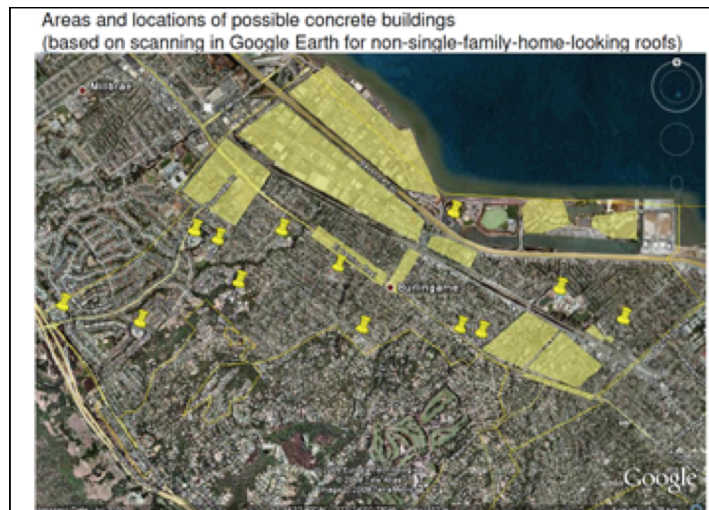 Areas and locations of possible concrete buildings
(based on scanning in Google Earth for non-single-family-home-looking roofs)
Millbrae
Burlingame
Google